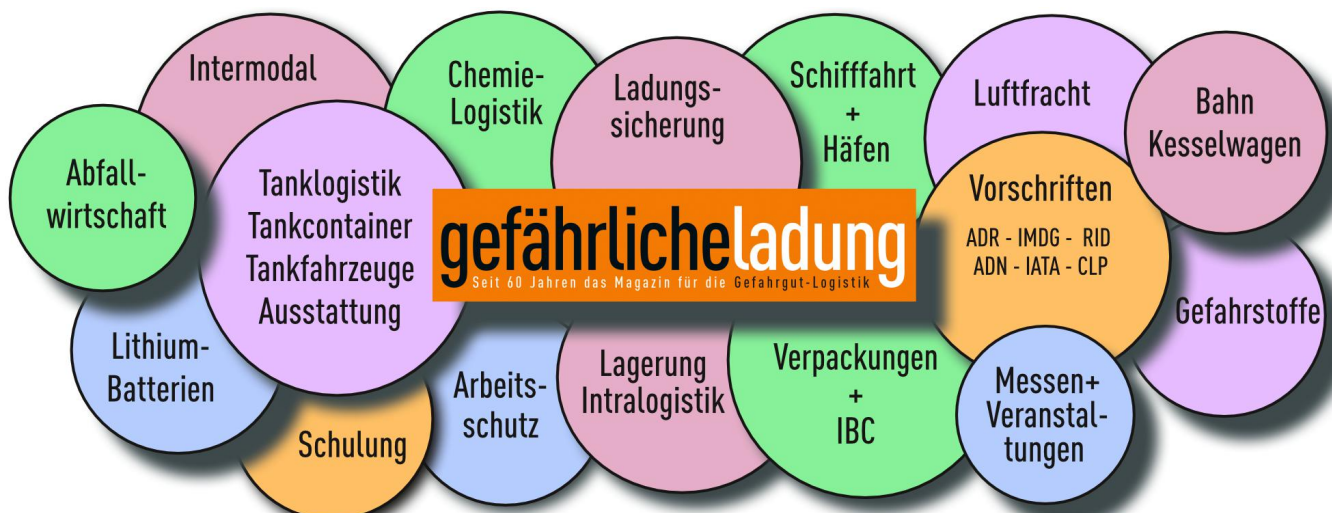 Intermodal
Chemie-
Logistik
Ladungs-
sicherung
Schifffahrt
+
Häfen
Luftfracht
Bahn
Kesselwagen
Abfall-
wirtschaft
Tanklogistik
Tankcontainer
Tankfahrzeuge
Ausstattung
gefährlicheladung
Seit 60 Jahren das Magazin für die Gefahrgut-Logistik
Vorschriften
ADR - IMDG - RID
ADN - IATA - CLP
Gefahrstoffe
Lithium-
Batterien
Schulung
Arbeits-
schutz
Lagerung
Intralogistik
Verpackungen
+
IBC
Messen+
Veranstal-
tungen